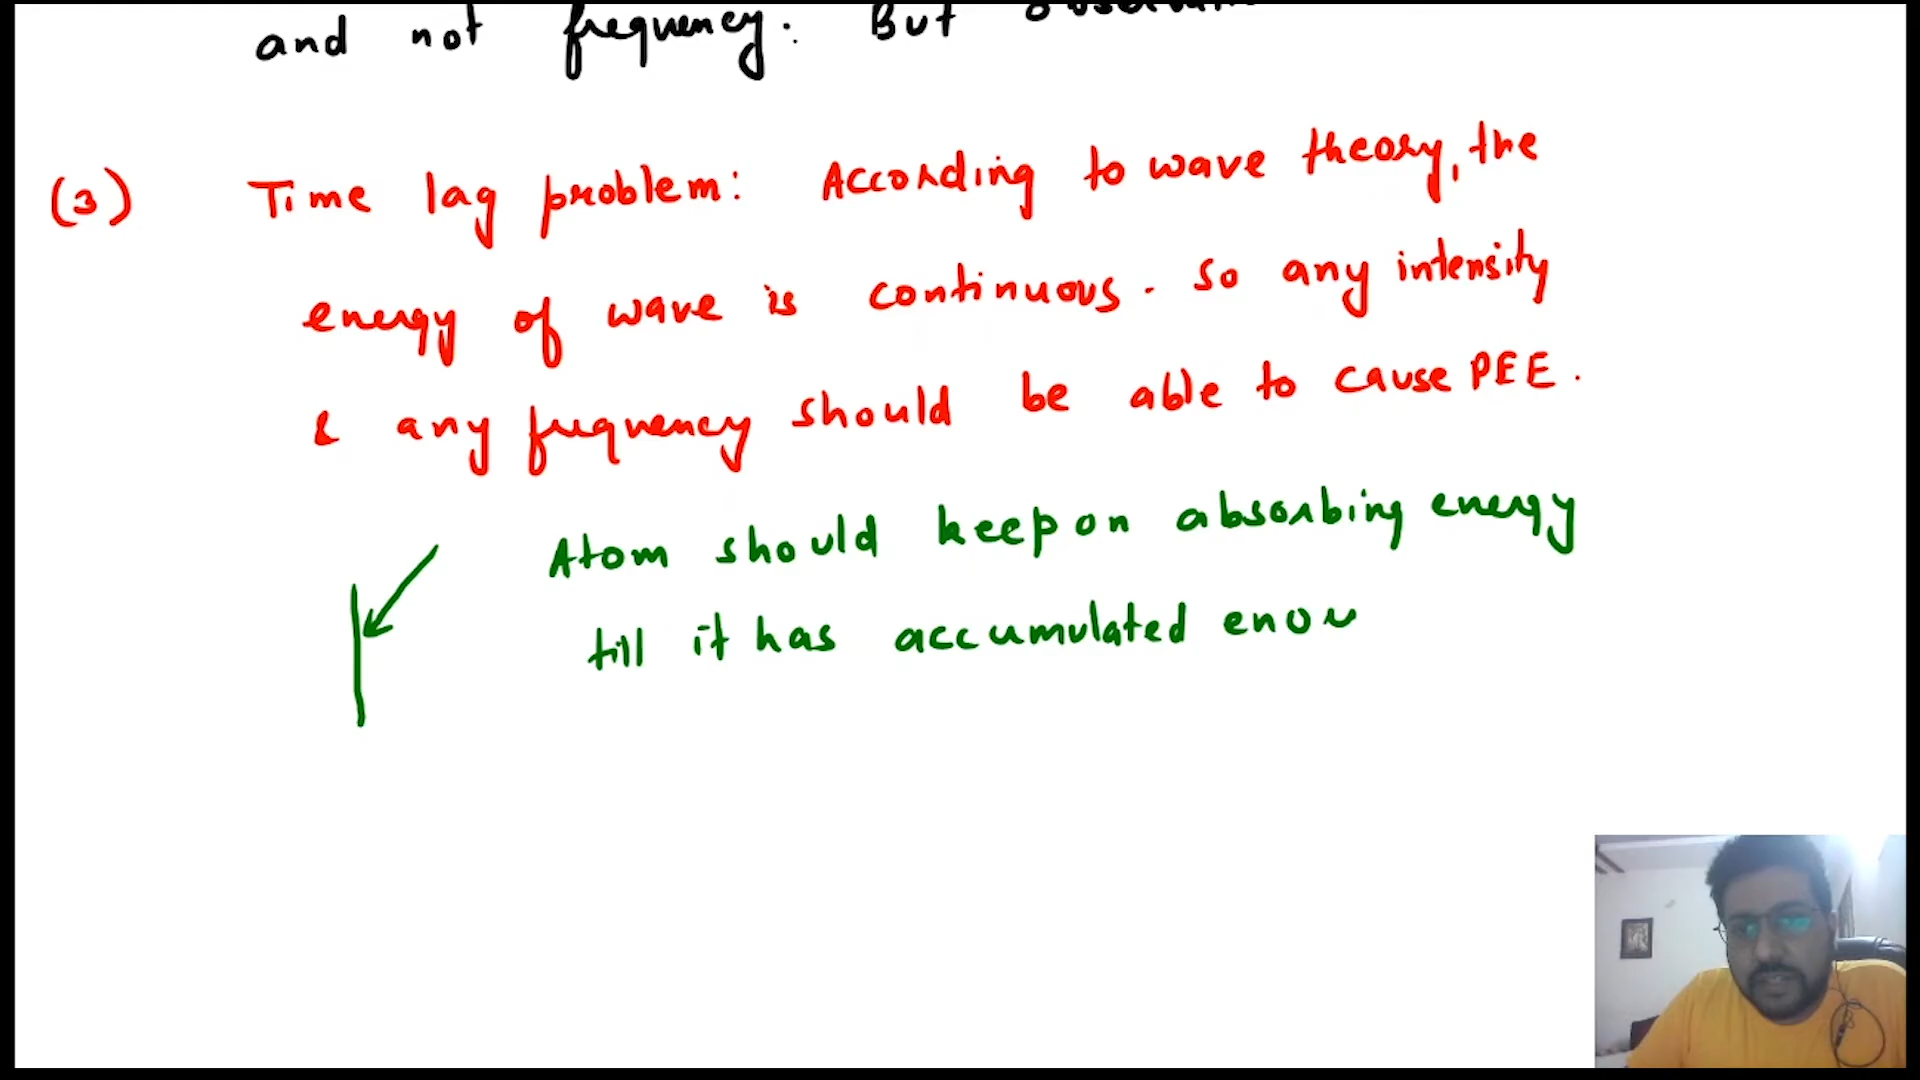 and not frequency. But
(3) Time lag problem: According to wave theory, the
energy of wave is continuous. So any intensity
& any frequency should be able to cause PEE.
Atom should keep on absorbing energy
till it has accumulated enou